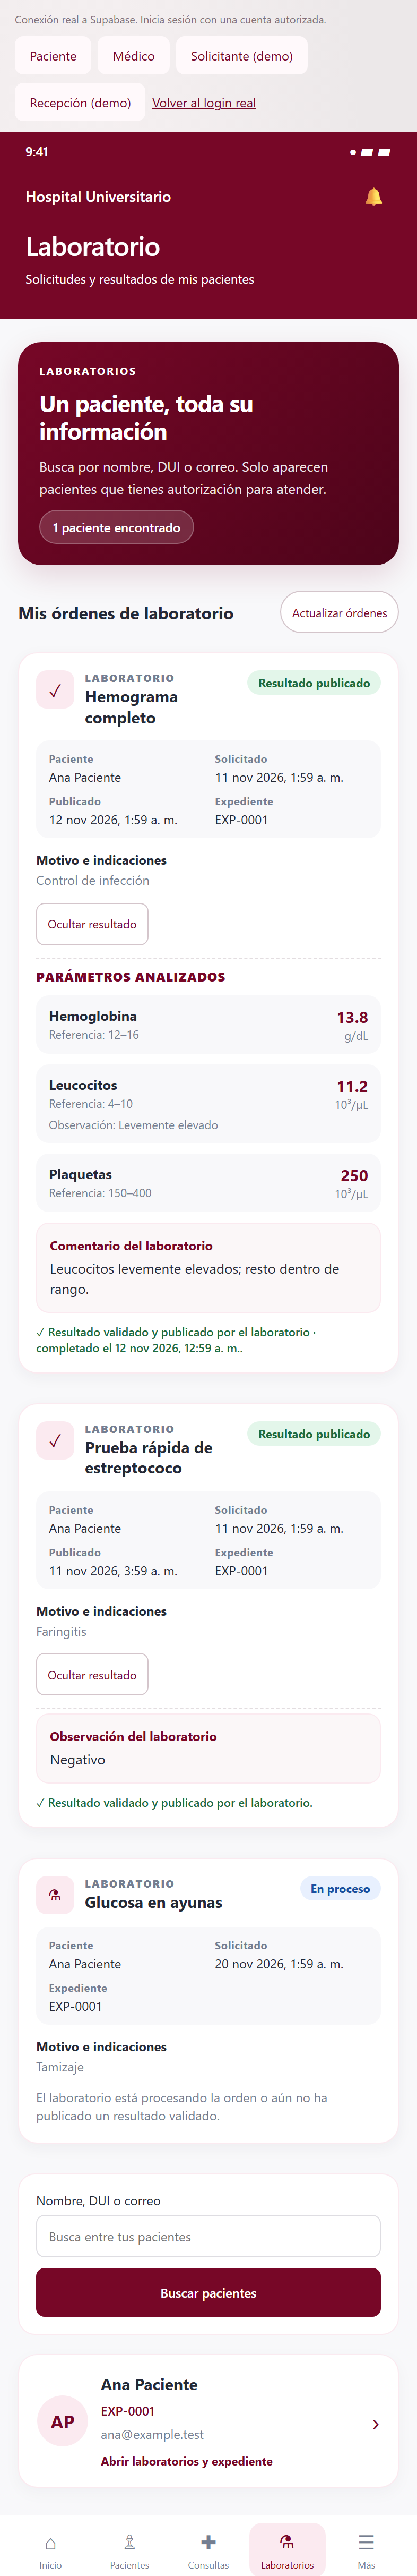 Conexión real a Supabase. Inicia sesión con una cuenta autorizada.
Paciente
Médico
Solicitante (demo)
Recepción (demo)
Volver al login real
9:41
Hospital Universitario
Laboratorio
Solicitudes y resultados de mis pacientes
LABORATORIOS
Un paciente, toda su
información
Busca por nombre, DUI o correo. Solo aparecen
pacientes que tienes autorización para atender.
1 paciente encontrado
Mis órdenes de laboratorio
Actualizar órdenes
LABORATORIO
Hemograma
completo
Resultado publicado
Paciente
Ana Paciente
Solicitado
11 nov 2026, 1:59 a. m.
Publicado
12 nov 2026, 1:59 a. m.
Expediente
EXP-0001
Motivo e indicaciones
Control de infección
Ocultar resultado
PARÁMETROS ANALIZADOS
Hemoglobina
Referencia: 12–16
13.8
g/dL
Leucocitos
Referencia: 4–10
Observación: Levemente elevado
11.2
10³/µL
Plaquetas
Referencia: 150–400
250
10³/µL
Comentario del laboratorio
Leucocitos levemente elevados; resto dentro de
rango.
✓ Resultado validado y publicado por el laboratorio ·
completado el 12 nov 2026, 12:59 a. m..
LABORATORIO
Prueba rápida de
estreptococo
Resultado publicado
Paciente
Ana Paciente
Solicitado
11 nov 2026, 1:59 a. m.
Publicado
11 nov 2026, 3:59 a. m.
Expediente
EXP-0001
Motivo e indicaciones
Faringitis
Ocultar resultado
Observación del laboratorio
Negativo
✓ Resultado validado y publicado por el laboratorio.
LABORATORIO
Glucosa en ayunas
En proceso
Paciente
Ana Paciente
Solicitado
20 nov 2026, 1:59 a. m.
Expediente
EXP-0001
Motivo e indicaciones
Tamizaje
El laboratorio está procesando la orden o aún no ha
publicado un resultado validado.
Nombre, DUI o correo
Busca entre tus pacientes
Buscar pacientes
AP
Ana Paciente
EXP-0001
ana@example.test
Abrir laboratorios y expediente
›
Inicio
Pacientes
Consultas
Laboratorios
Más